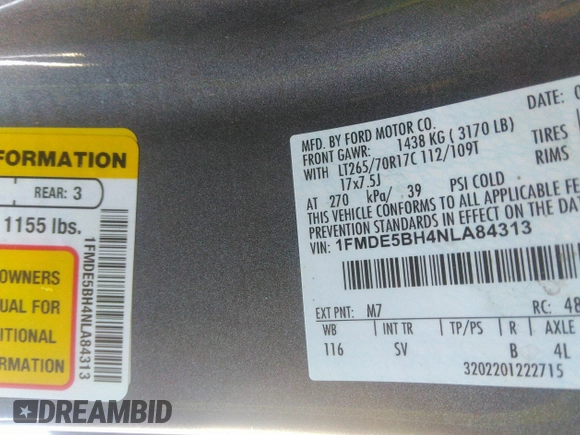 FORMATION
REAR: 3
1155 lbs.
OWNERS
UAL FOR
ITIONAL
FORMATION
1FMDE5BH4NLA84313
DATE: 0
MFD. BY FORD MOTOR CO.
FRONT GAWR: 1438 KG ( 3170 LB) TIRES
WITH LT265/70R17C 112/109T RIMS
17x7.5J
AT 270 kPa/ 39 PSI COLD
THIS VEHICLE CONFORMS TO ALL APPLICABLE FE
PREVENTION STANDARDS IN EFFECT ON THE DAT
VIN: 1FMDE5BH4NLA84313
EXT PNT: M7 RC: 48
WB INT TR TP/PS R AXLE
116 SV B 4L
3202201222715
DREAMBID